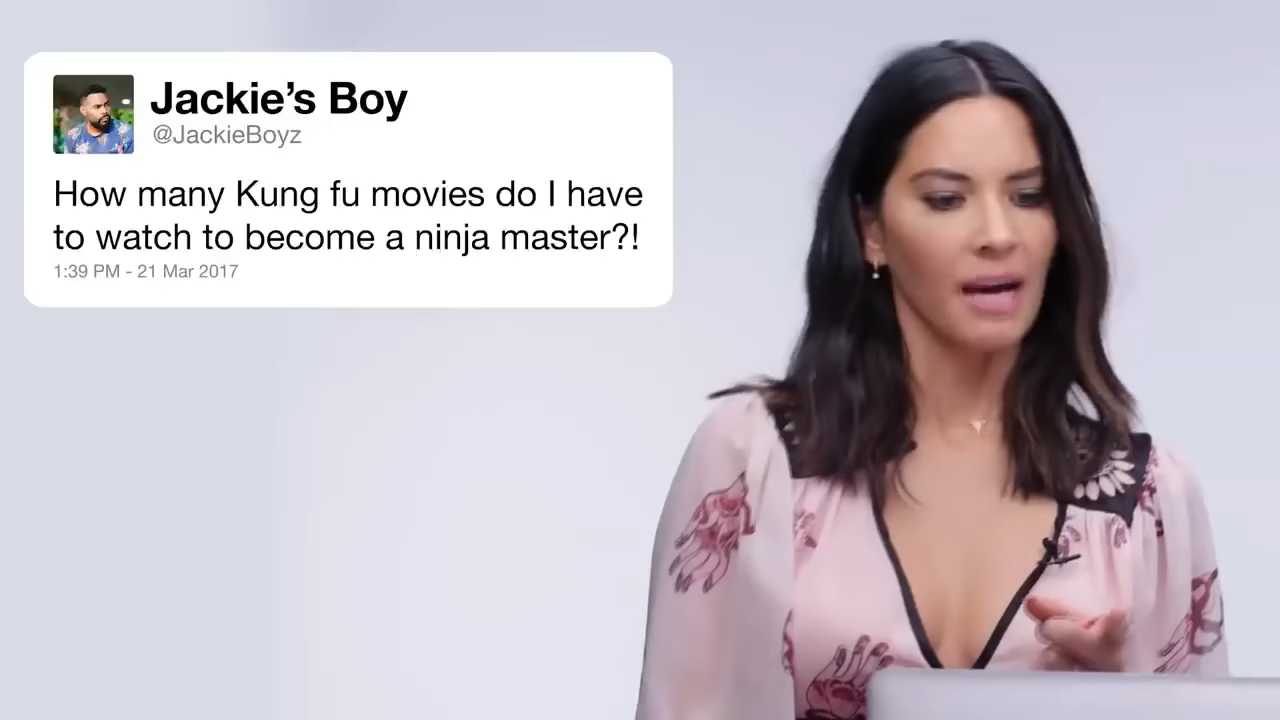 Jackie’s Boy
@JackieBoyz
How many Kung fu movies do I have
to watch to become a ninja master?!
1:39 PM - 21 Mar 2017